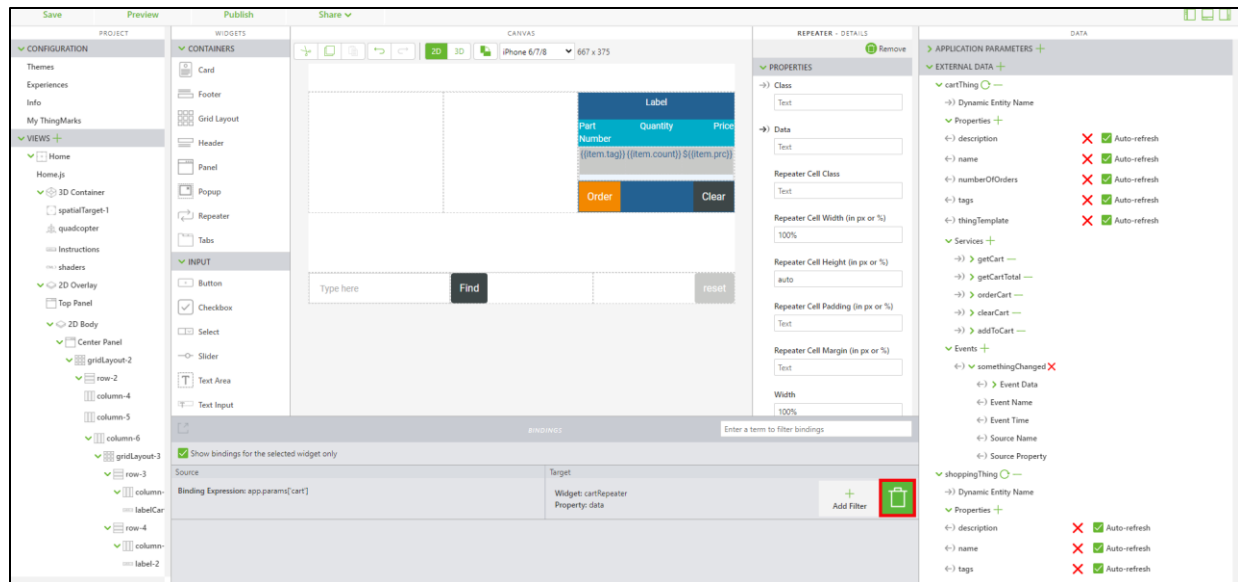 Save Preview Publish Share
PROJECT
CONFIGURATION
Themes
Experiences
Info
My ThingMarks
VIEWS
Home
Home.js
3D Container
spatialTarget-1
quadcopter
Instructions
shaders
2D Overlay
Top Panel
2D Body
Center Panel
gridLayout-2
row-2
column-4
column-5
column-6
gridLayout-3
row-3
column-
labelCar
row-4
column-
label-2
WIDGETS
CONTAINERS
Card
Footer
Grid Layout
Header
Panel
Popup
Repeater
Tabs
INPUT
Button
Checkbox
Select
Slider
Text Area
Text Input
CANVAS
2D 3D iPhone 6/7/8 667 x 375
Label
Part Quantity Price
Number
{{item.tag}} {{item.count}} ${{item.prc}}
Order Clear
Type here Find reset
REPEATER - DETAILS
Remove
PROPERTIES
Class
Text
Data
Text
Repeater Cell Class
Text
Repeater Cell Width (in px or %)
100%
Repeater Cell Height (in px or %)
auto
Repeater Cell Padding (in px or %)
Text
Repeater Cell Margin (in px or %)
Text
Width
100%
BINDINGS
Enter a term to filter bindings
Show bindings for the selected widget only
Source Target
Binding Expression: app.params['cart']
Widget: cartRepeater
Property: data
Add Filter
DATA
APPLICATION PARAMETERS
EXTERNAL DATA
cartThing
Dynamic Entity Name
Properties
description Auto-refresh
name Auto-refresh
numberOfOrders Auto-refresh
tags Auto-refresh
thingTemplate Auto-refresh
Services
getCart
getCartTotal
orderCart
clearCart
addToCart
Events
somethingChanged
Event Data
Event Name
Event Time
Source Name
Source Property
shoppingThing
Dynamic Entity Name
Properties
description Auto-refresh
name Auto-refresh
tags Auto-refresh